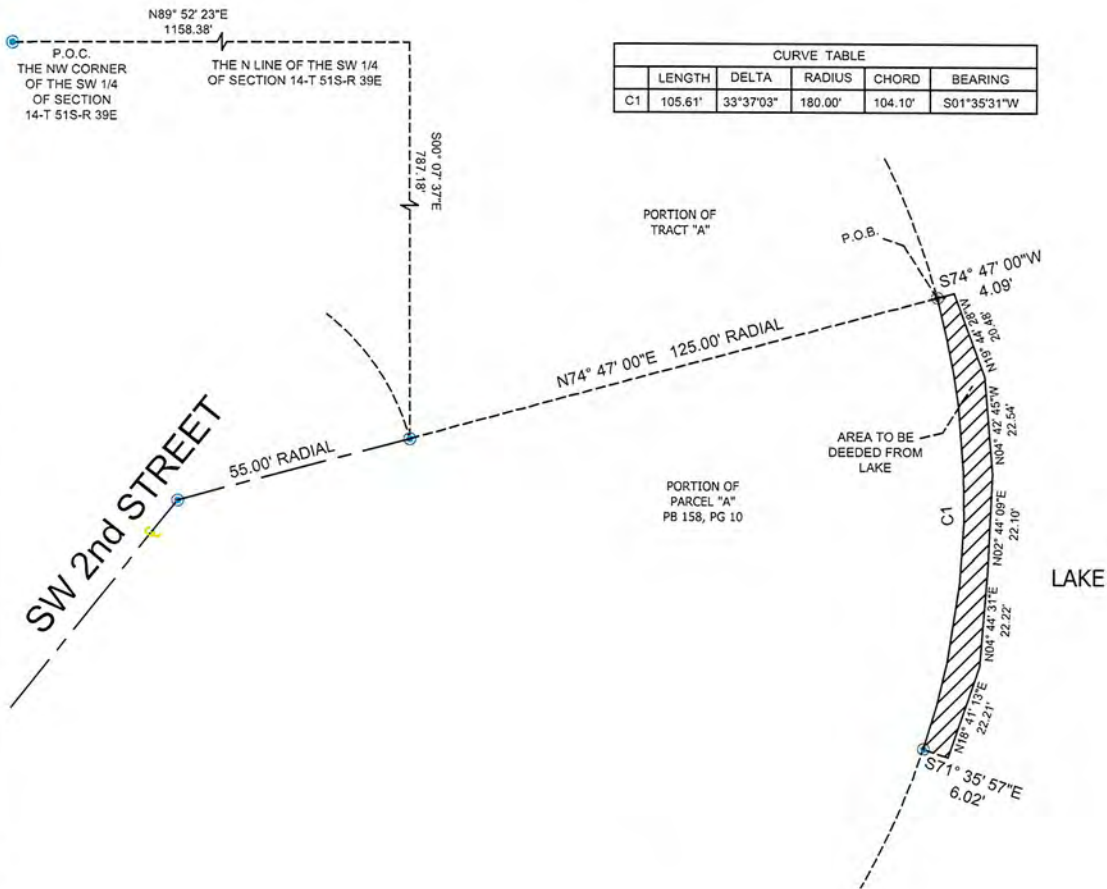 N89° 52' 23"E
1158.38'
P.O.C.
THE NW CORNER
OF THE SW 1/4
OF SECTION
14-T 51S-R 39E
THE N LINE OF THE SW 1/4
OF SECTION 14-T 51S-R 39E
S00° 07' 37"E
787.18'
CURVE TABLE
LENGTH DELTA RADIUS CHORD BEARING
C1 105.61' 33°37'03" 180.00' 104.10' S01°35'31"W
PORTION OF
TRACT "A"
P.O.B.
S74° 47' 00"W
4.09'
N19° 44' 28"W
20.48'
N74° 47' 00"E 125.00' RADIAL
55.00' RADIAL
SW 2nd STREET
N04° 42' 45"W
22.54'
AREA TO BE
DEEDED FROM
LAKE
PORTION OF
PARCEL "A"
PB 158, PG 10
C1
N02° 44' 09"E
22.10'
LAKE
N04° 44' 31"E
22.22'
N18° 41' 13"E
22.21'
S71° 35' 57"E
6.02'